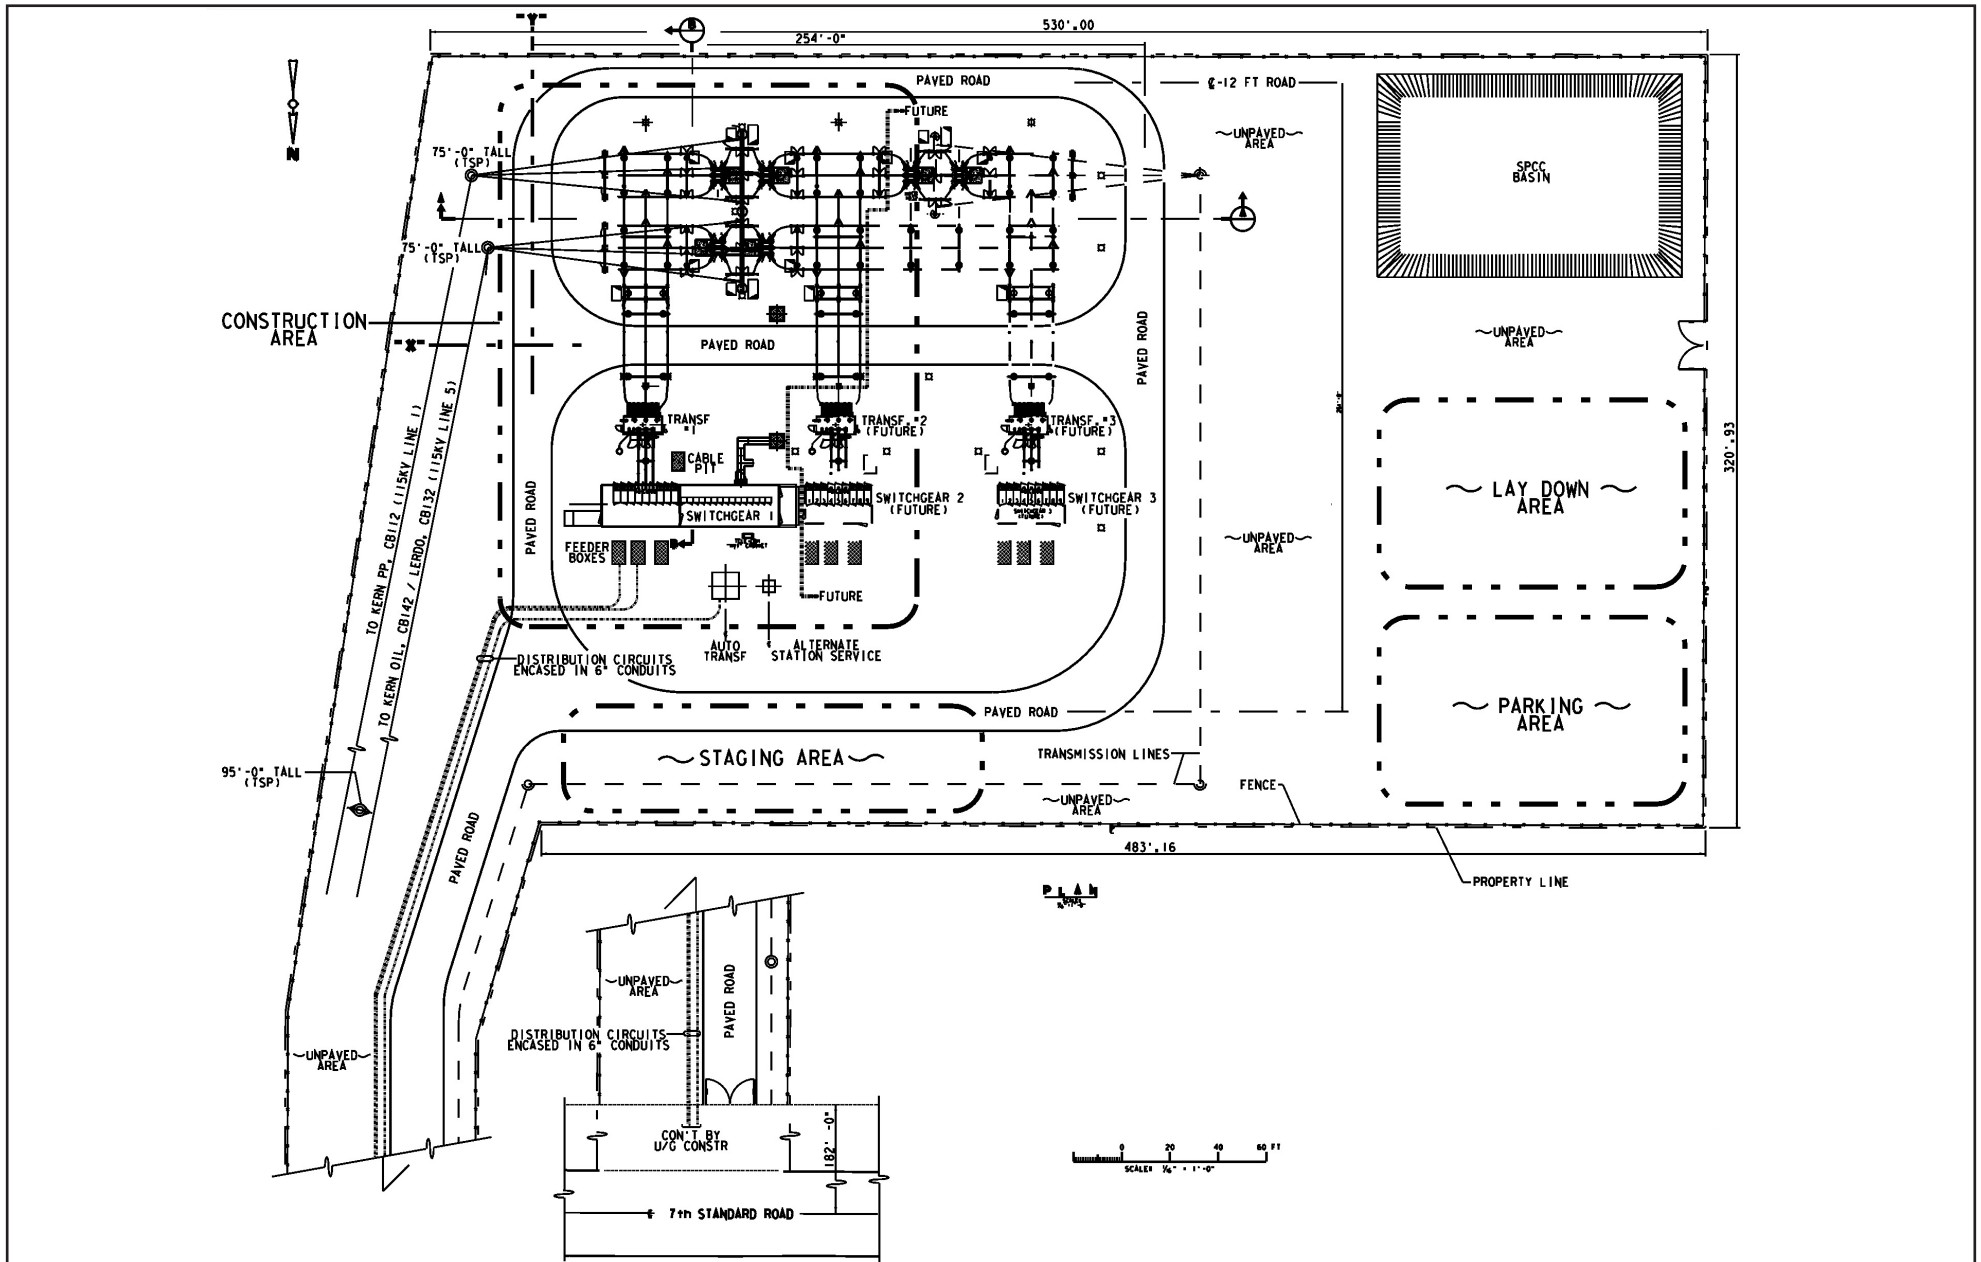 530'.00
254'-0"
B
PAVED ROAD
℄-12 FT ROAD
FUTURE
~UNPAVED~
AREA
N
75'-0" TALL
(TSP)
SPCC
BASIN
75'-0" TALL
(TSP)
CONSTRUCTION
AREA
"X"
PAVED ROAD
PAVED ROAD
~UNPAVED~
AREA
TRANSF
#1
TRANSF. #2
(FUTURE)
TRANSF. #3
(FUTURE)
CABLE
PIT
320'.93
TO KERN PP, CB112 (115KV LINE 1)
TO KERN OIL, CB142 / LERDO, CB132 (115KV LINE 5)
PAVED ROAD
SWITCHGEAR 1
SWITCHGEAR 2
(FUTURE)
SWITCHGEAR 3
(FUTURE)
~ LAY DOWN ~
AREA
FEEDER
BOXES
~UNPAVED~
AREA
FUTURE
AUTO
TRANSF
ALTERNATE
STATION SERVICE
DISTRIBUTION CIRCUITS
ENCASED IN 6" CONDUITS
PAVED ROAD
~ PARKING ~
AREA
~ STAGING AREA ~
TRANSMISSION LINES
95'-0" TALL
(TSP)
FENCE
~UNPAVED~
AREA
PAVED ROAD
483'.16
PROPERTY LINE
PLAN
~UNPAVED~
AREA
PAVED ROAD
DISTRIBUTION CIRCUITS
ENCASED IN 6" CONDUITS
~UNPAVED~
AREA
CON'T BY
U/G CONSTR
182' -0"
0 20 40 60 FT
SCALE: 1/16" = 1'-0"
℄ 7th STANDARD ROAD